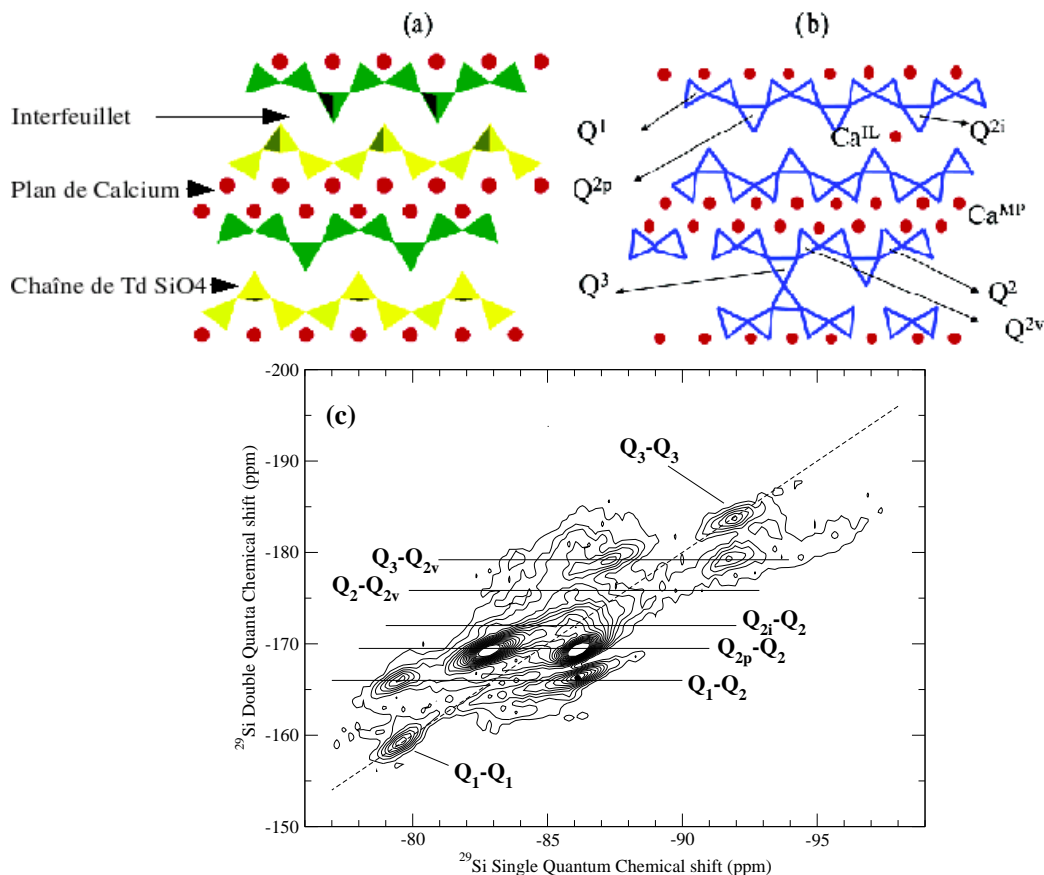 (a)
(b)
Interfeuillet
Plan de Calcium
Chaîne de Td SiO4
Q1
Q2p
Q3
CaIL
Q2i
CaMP
Q2
Q2v
(c)
-200
-190
-180
-170
-160
-150
29Si Double Quanta Chemical shift (ppm)
Q3-Q3
Q3-Q2v
Q2-Q2v
Q2i-Q2
Q2p-Q2
Q1-Q2
Q1-Q1
-80 -85 -90 -95
29Si Single Quantum Chemical shift (ppm)